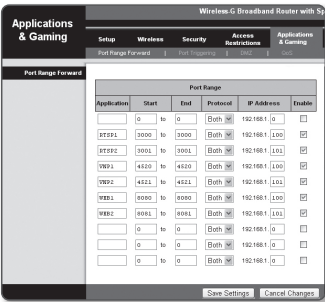 Wireless-G Broadband Router with Sp
Applications & Gaming
Setup Wireless Security Access Restrictions Applications & Gaming
Port Range Forward | Port Triggering | DMZ | QoS
Port Range Forward
Port Range
Application Start End Protocol IP Address Enable
0 to 0 Both 192.168.1. 0
RTSP1 3000 to 3000 Both 192.168.1. 100
RTSP2 3001 to 3001 Both 192.168.1. 101
VNP1 4520 to 4520 Both 192.168.1. 100
VNP2 4521 to 4521 Both 192.168.1. 101
WEB1 8080 to 8080 Both 192.168.1. 100
WEB2 8081 to 8081 Both 192.168.1. 101
0 to 0 Both 192.168.1. 0
0 to 0 Both 192.168.1. 0
0 to 0 Both 192.168.1. 0
Save Settings Cancel Changes